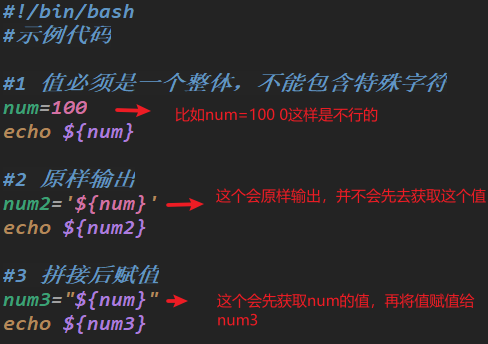 #!/bin/bash
#示例代码
#1 值必须是一个整体，不能包含特殊字符
num=100
比如num=100 0这样是不行的
echo ${num}
#2 原样输出
num2='${num}'
这个会原样输出，并不会先去获取这个值
echo ${num2}
#3 拼接后赋值
num3="${num}"
这个会先获取num的值，再将值赋值给
num3
echo ${num3}